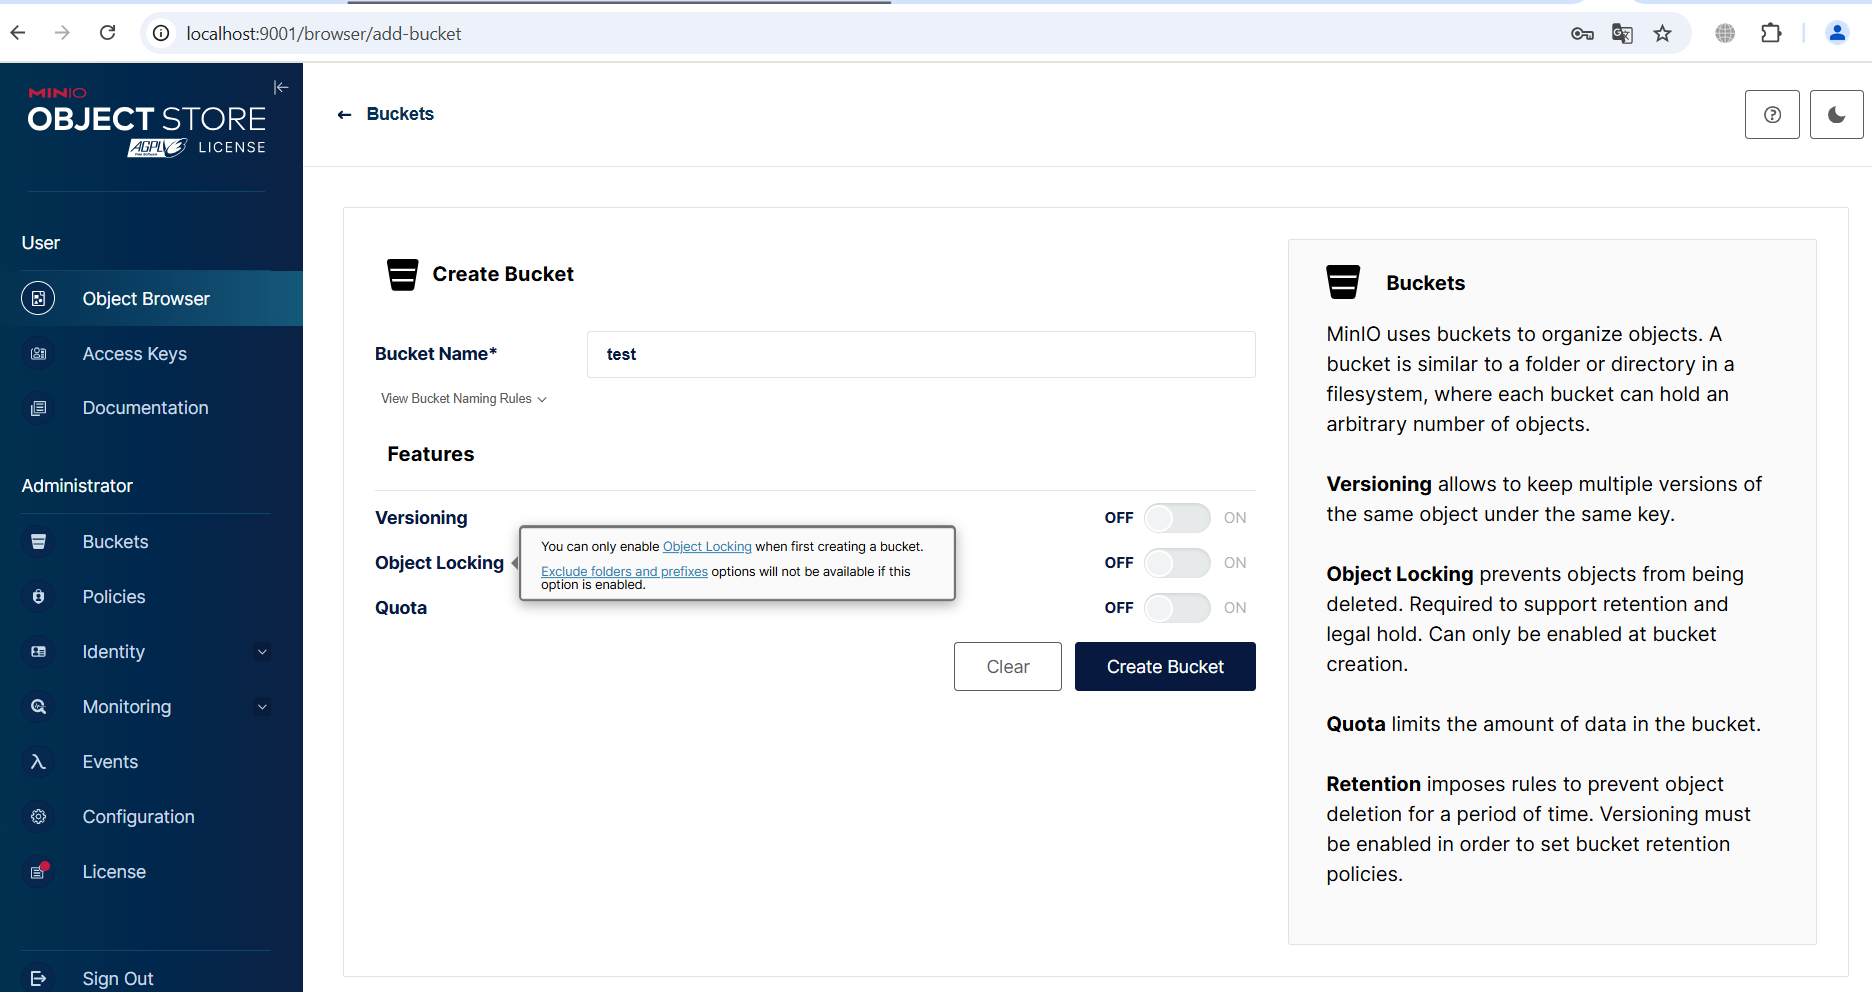 localhost:9001/browser/add-bucket
MINIO
OBJECT STORE
AGPLV3 LICENSE
Buckets
User
Object Browser
Access Keys
Documentation
Administrator
Buckets
Policies
Identity
Monitoring
Events
Configuration
License
Sign Out
Create Bucket
Bucket Name*
test
View Bucket Naming Rules
Features
Versioning
OFF ON
Object Locking
You can only enable Object Locking when first creating a bucket.
Exclude folders and prefixes options will not be available if this
option is enabled.
OFF ON
Quota
OFF ON
Clear
Create Bucket
Buckets
MinIO uses buckets to organize objects. A
bucket is similar to a folder or directory in a
filesystem, where each bucket can hold an
arbitrary number of objects.
Versioning allows to keep multiple versions of
the same object under the same key.
Object Locking prevents objects from being
deleted. Required to support retention and
legal hold. Can only be enabled at bucket
creation.
Quota limits the amount of data in the bucket.
Retention imposes rules to prevent object
deletion for a period of time. Versioning must
be enabled in order to set bucket retention
policies.